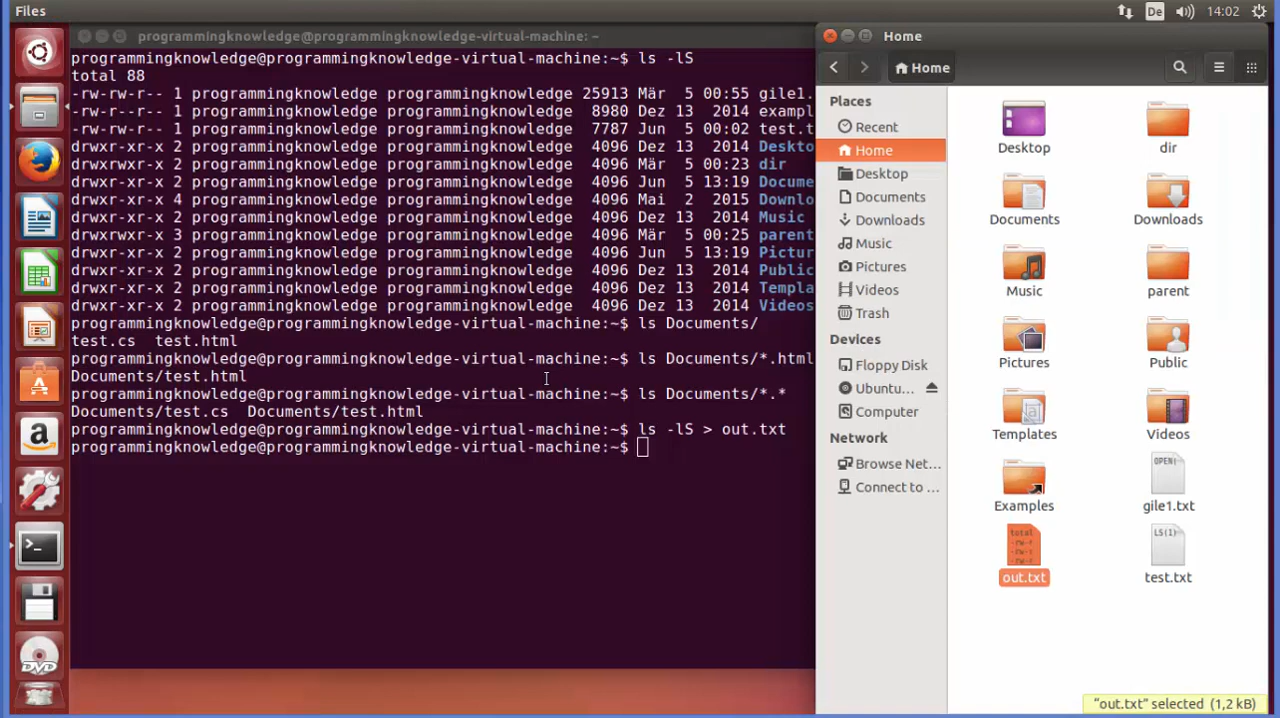 Files
De
14:02
programmingknowledge@programmingknowledge-virtual-machine: ~
programmingknowledge@programmingknowledge-virtual-machine:~$ ls -lS
total 88
-rw-rw-r-- 1 programmingknowledge programmingknowledge 25913 Mär  5 00:55 gile1.
-rw-r--r-- 1 programmingknowledge programmingknowledge  8980 Dez 13  2014 exampl
-rw-rw-r-- 1 programmingknowledge programmingknowledge  7787 Jun  5 00:02 test.t
drwxr-xr-x 2 programmingknowledge programmingknowledge  4096 Dez 13  2014 Deskto
drwxrwxr-x 2 programmingknowledge programmingknowledge  4096 Mär  5 00:23 dir
drwxr-xr-x 2 programmingknowledge programmingknowledge  4096 Jun  5 13:19 Docume
drwxr-xr-x 4 programmingknowledge programmingknowledge  4096 Mai  2  2015 Downlo
drwxr-xr-x 2 programmingknowledge programmingknowledge  4096 Dez 13  2014 Music
drwxrwxr-x 3 programmingknowledge programmingknowledge  4096 Mär  5 00:25 parent
drwxr-xr-x 2 programmingknowledge programmingknowledge  4096 Jun  5 13:19 Pictur
drwxr-xr-x 2 programmingknowledge programmingknowledge  4096 Dez 13  2014 Public
drwxr-xr-x 2 programmingknowledge programmingknowledge  4096 Dez 13  2014 Templa
drwxr-xr-x 2 programmingknowledge programmingknowledge  4096 Dez 13  2014 Videos
programmingknowledge@programmingknowledge-virtual-machine:~$ ls Documents/
test.cs  test.html
programmingknowledge@programmingknowledge-virtual-machine:~$ ls Documents/*.html
Documents/test.html
programmingknowledge@programmingknowledge-virtual-machine:~$ ls Documents/*.*
Documents/test.cs  Documents/test.html
programmingknowledge@programmingknowledge-virtual-machine:~$ ls -lS > out.txt
programmingknowledge@programmingknowledge-virtual-machine:~$
Home
Home
Places
Recent
Home
Desktop
Documents
Downloads
Music
Pictures
Videos
Trash
Devices
Floppy Disk
Ubuntu...
Computer
Network
Browse Net...
Connect to ...
Desktop
dir
Documents
Downloads
Music
parent
Pictures
Public
Templates
Videos
Examples
OPEN(
gile1.txt
total
-rw-r
-rw-r
-rw-r
out.txt
LS(1)
test.txt
"out.txt" selected (1,2 kB)
a
DVD